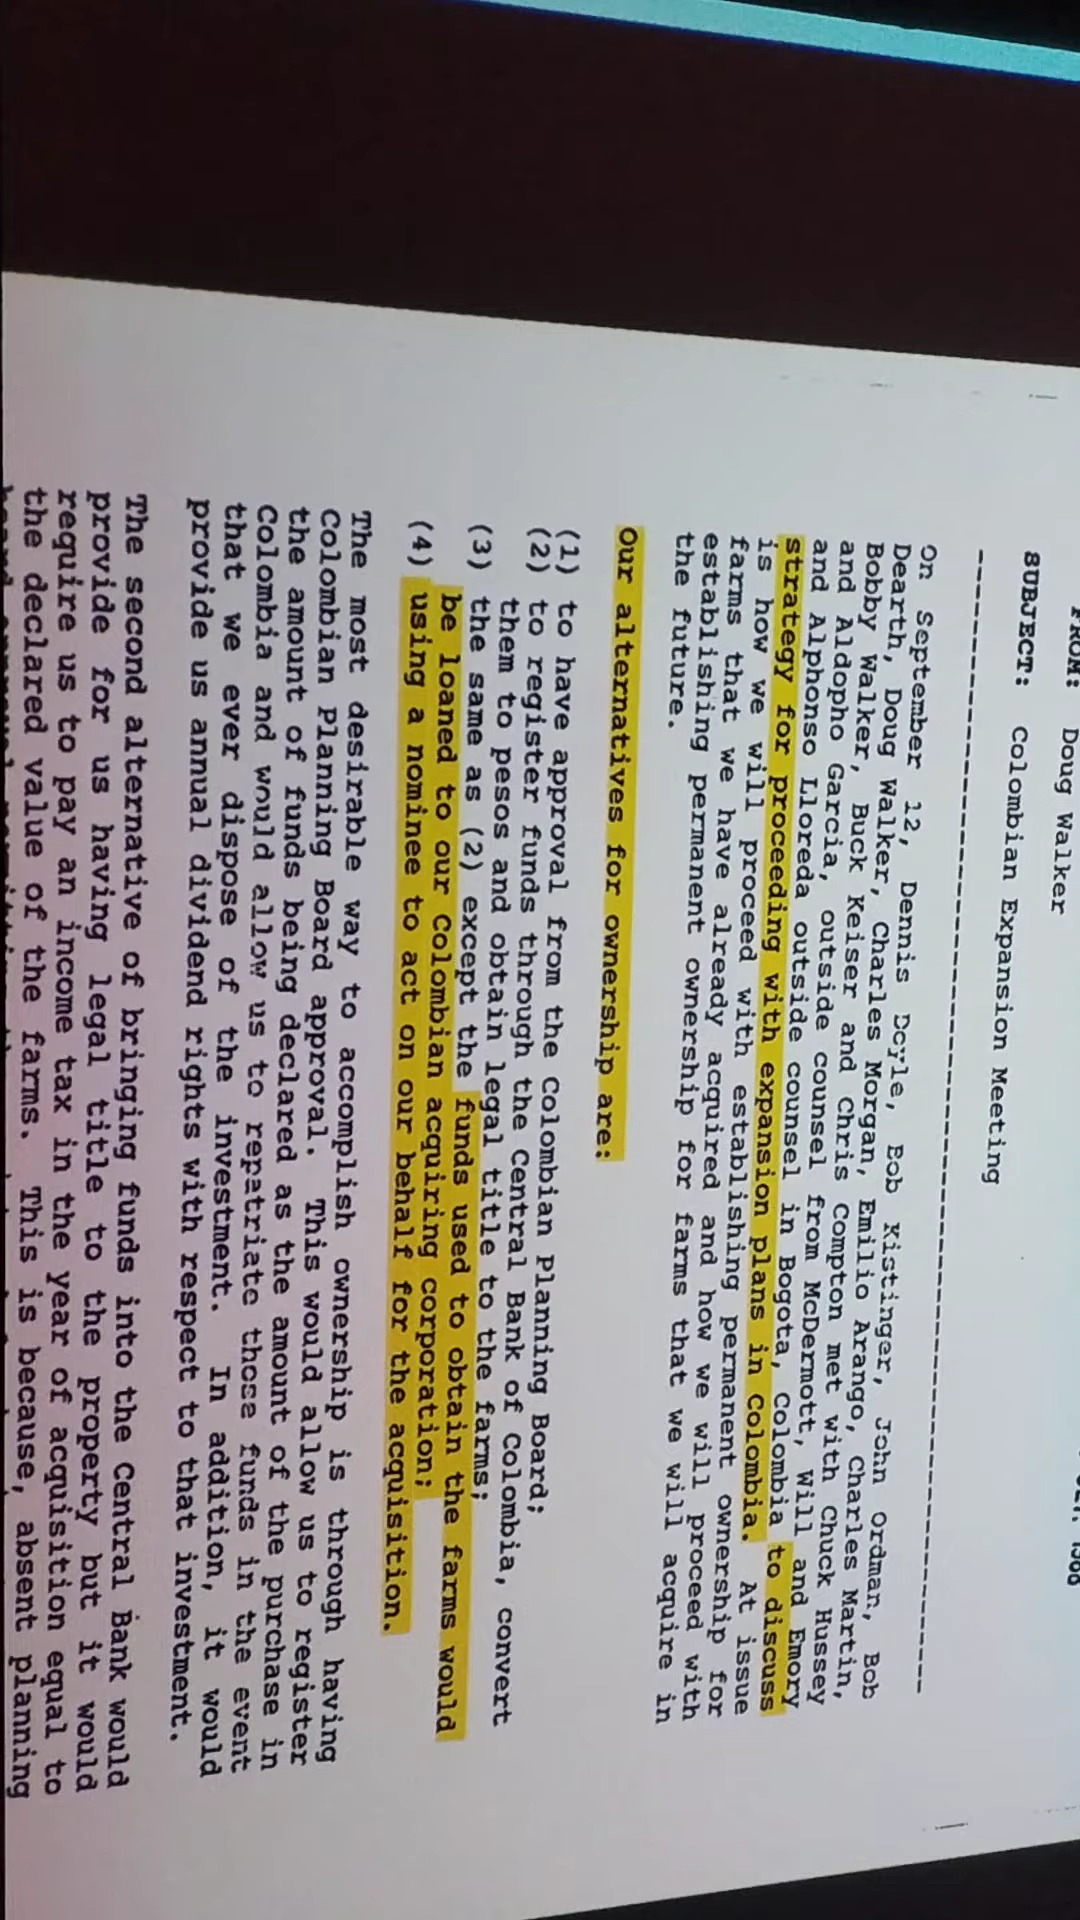 FROM: Doug Walker
SUBJECT: Colombian Expansion Meeting
On September 12, Dennis Doyle, Bob Kistinger, John Ordman, Bob
Dearth, Doug Walker, Charles Morgan, Emilio Arango, Charles Martin,
Bobby Walker, Buck Keiser and Chris Compton met with Chuck Hussey
and Aldopho Garcia, outside counsel from McDermott, Will and Emory
and Alphonso Lloreda outside counsel in Bogota, Colombia to discuss
strategy for proceeding with expansion plans in Colombia. At issue
is how we will proceed with establishing permanent ownership for
farms that we have already acquired and how we will proceed with
establishing permanent ownership for farms that we will acquire in
the future.
Our alternatives for ownership are:
(1) to have approval from the Colombian Planning Board;
(2) to register funds through the Central Bank of Colombia, convert
them to pesos and obtain legal title to the farms;
(3) the same as (2) except the funds used to obtain the farms would
be loaned to our Colombian acquiring corporation;
(4) using a nominee to act on our behalf for the acquisition.
The most desirable way to accomplish ownership is through having
Colombian Planning Board approval. This would allow us to register
the amount of funds being declared as the amount of the purchase in
Colombia and would allow us to repatriate those funds in the event
that we ever dispose of the investment. In addition, it would
provide us annual dividend rights with respect to that investment.
The second alternative of bringing funds into the Central Bank would
provide for us having legal title to the property but it would
require us to pay an income tax in the year of acquisition equal to
the declared value of the farms. This is because, absent planning